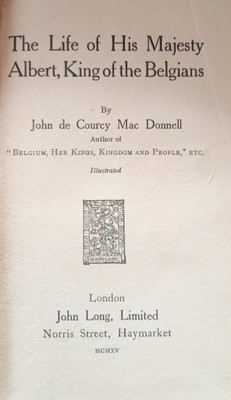 The Life of His Majesty
Albert, King of the Belgians
By
John de Courcy Mac Donnell
Author of
"Belgium, Her Kings, Kingdom and People," etc.
Illustrated
London
John Long, Limited
Norris Street, Haymarket
MCMXV